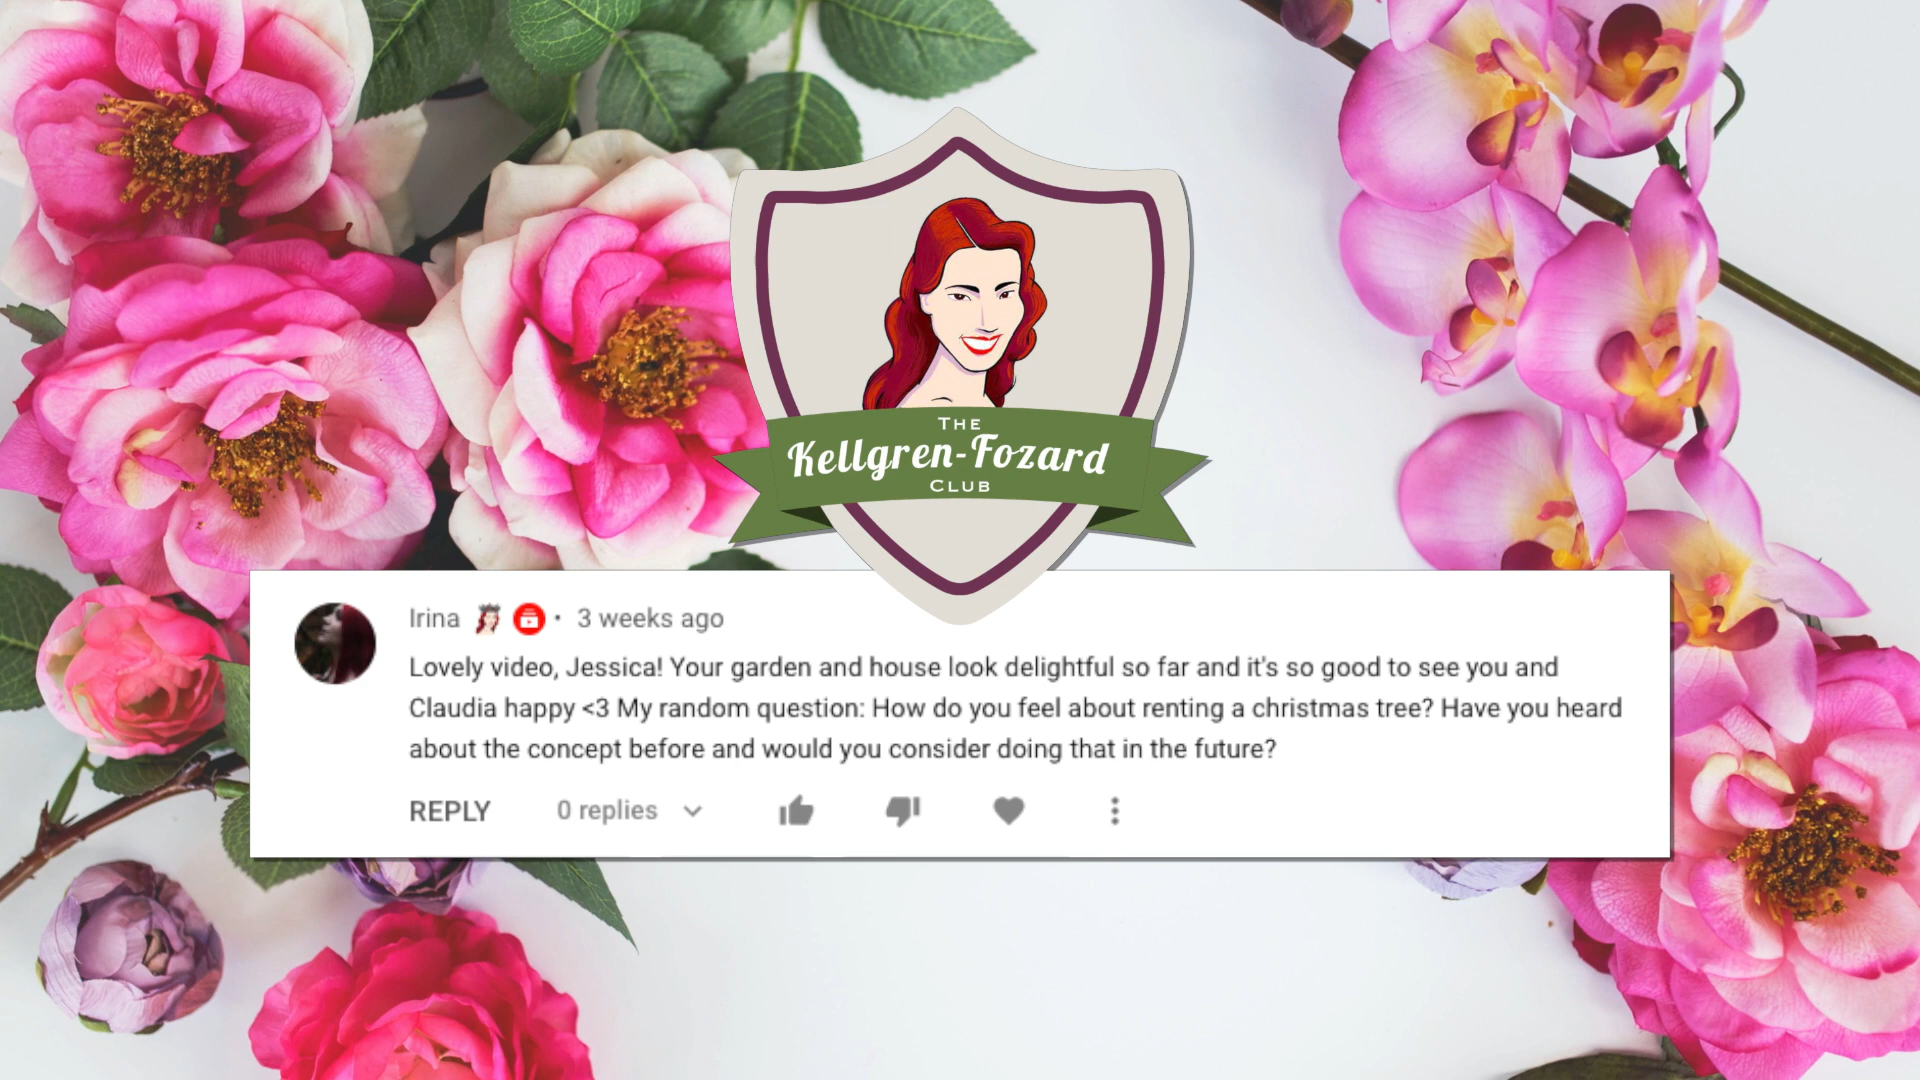 THE
Kellgren-Fozard
CLUB
Irina • 3 weeks ago
Lovely video, Jessica! Your garden and house look delightful so far and it's so good to see you and
Claudia happy <3 My random question: How do you feel about renting a christmas tree? Have you heard
about the concept before and would you consider doing that in the future?
REPLY 0 replies